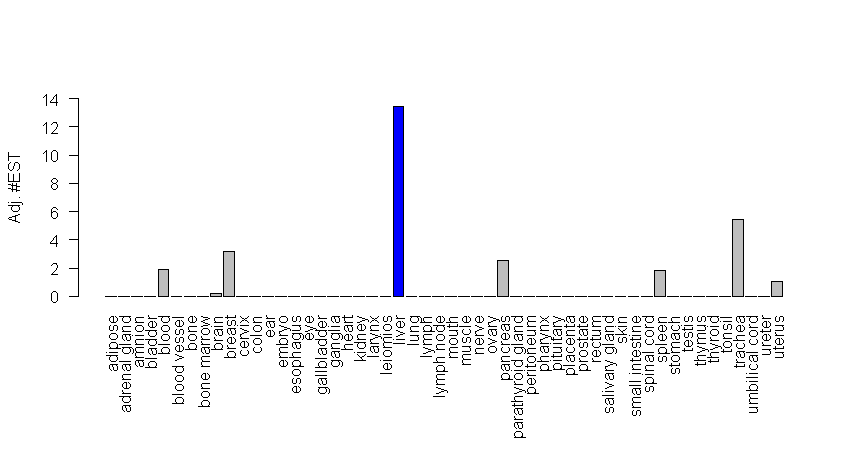 Adj. #EST
14
12
10
8
6
4
2
0
adipose
adrenal gland
amnion
bladder
blood
blood vessel
bone
bone marrow
brain
breast
cervix
colon
ear
embryo
esophagus
eye
gallbladder
ganglia
heart
kidney
larynx
leiomios
liver
lung
lymph
lymph node
mouth
muscle
nerve
ovary
pancreas
parathyroid gland
peritoneum
pharynx
pituitary
placenta
prostate
rectum
salivary gland
skin
small intestine
spinal cord
spleen
stomach
testis
thymus
thyroid
tonsil
trachea
umbilical cord
ureter
uterus